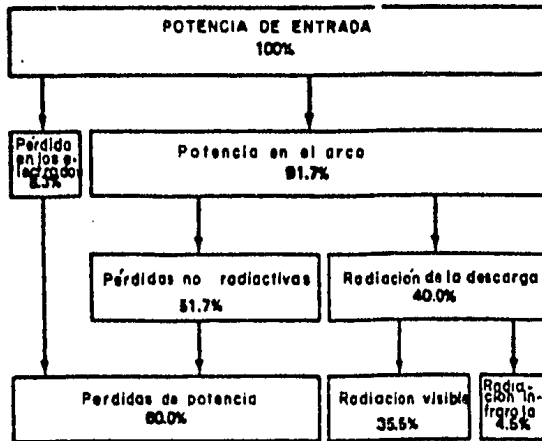 POTENCIA DE ENTRADA
100%
Pérdida
en los e-
lectrodos
8.3%
Potencia en el arco
91.7%
Pérdidas no radiactivas
51.7%
Radiación de la descarga
40.0%
Perdidas de potencia
60.0%
Radiacion visible
35.5%
Radia-
ción in-
frarola
4.5%